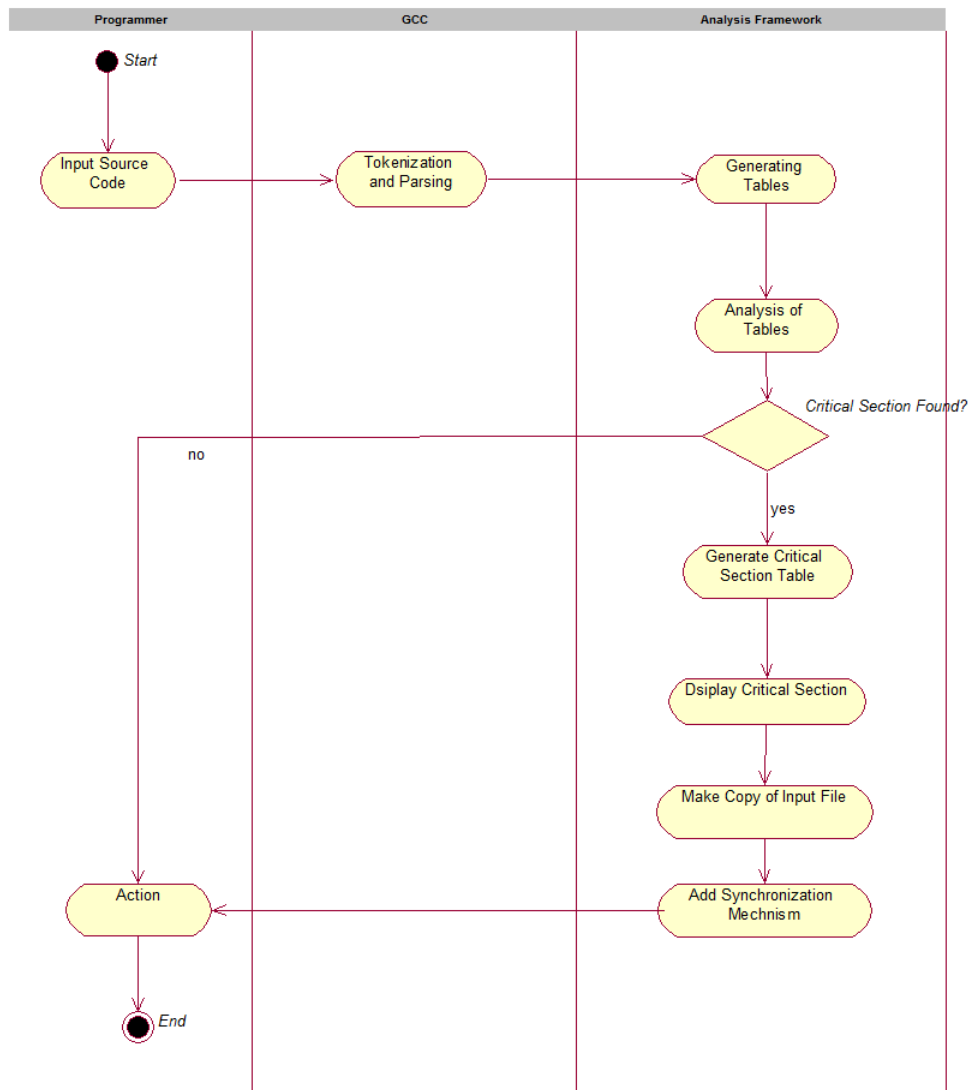 Programmer
GCC
Analysis Framework
Start
Input Source
Code
Tokenization
and Parsing
Generating
Tables
Analysis of
Tables
Critical Section Found?
no
yes
Generate Critical
Section Table
Dsiplay Critical Section
Make Copy of Input File
Action
Add Synchronization
Mechnism
End